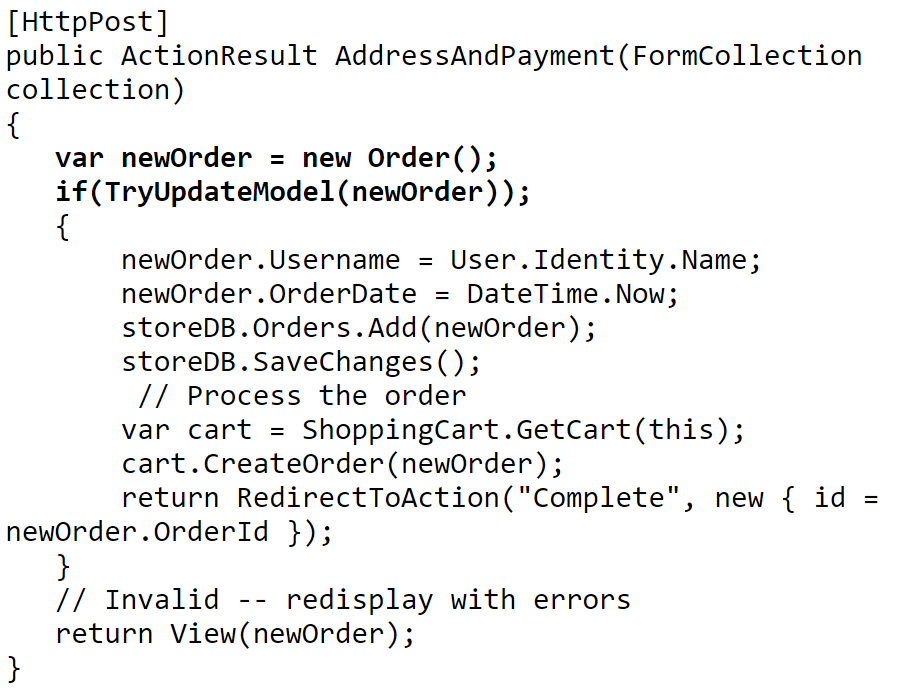 [HttpPost]
public ActionResult AddressAndPayment(FormCollection
collection)
{
   var newOrder = new Order();
   if(TryUpdateModel(newOrder));
   {
       newOrder.Username = User.Identity.Name;
       newOrder.OrderDate = DateTime.Now;
       storeDB.Orders.Add(newOrder);
       storeDB.SaveChanges();
        // Process the order
       var cart = ShoppingCart.GetCart(this);
       cart.CreateOrder(newOrder);
       return RedirectToAction("Complete", new { id =
newOrder.OrderId });
   }
   // Invalid -- redisplay with errors
   return View(newOrder);
}